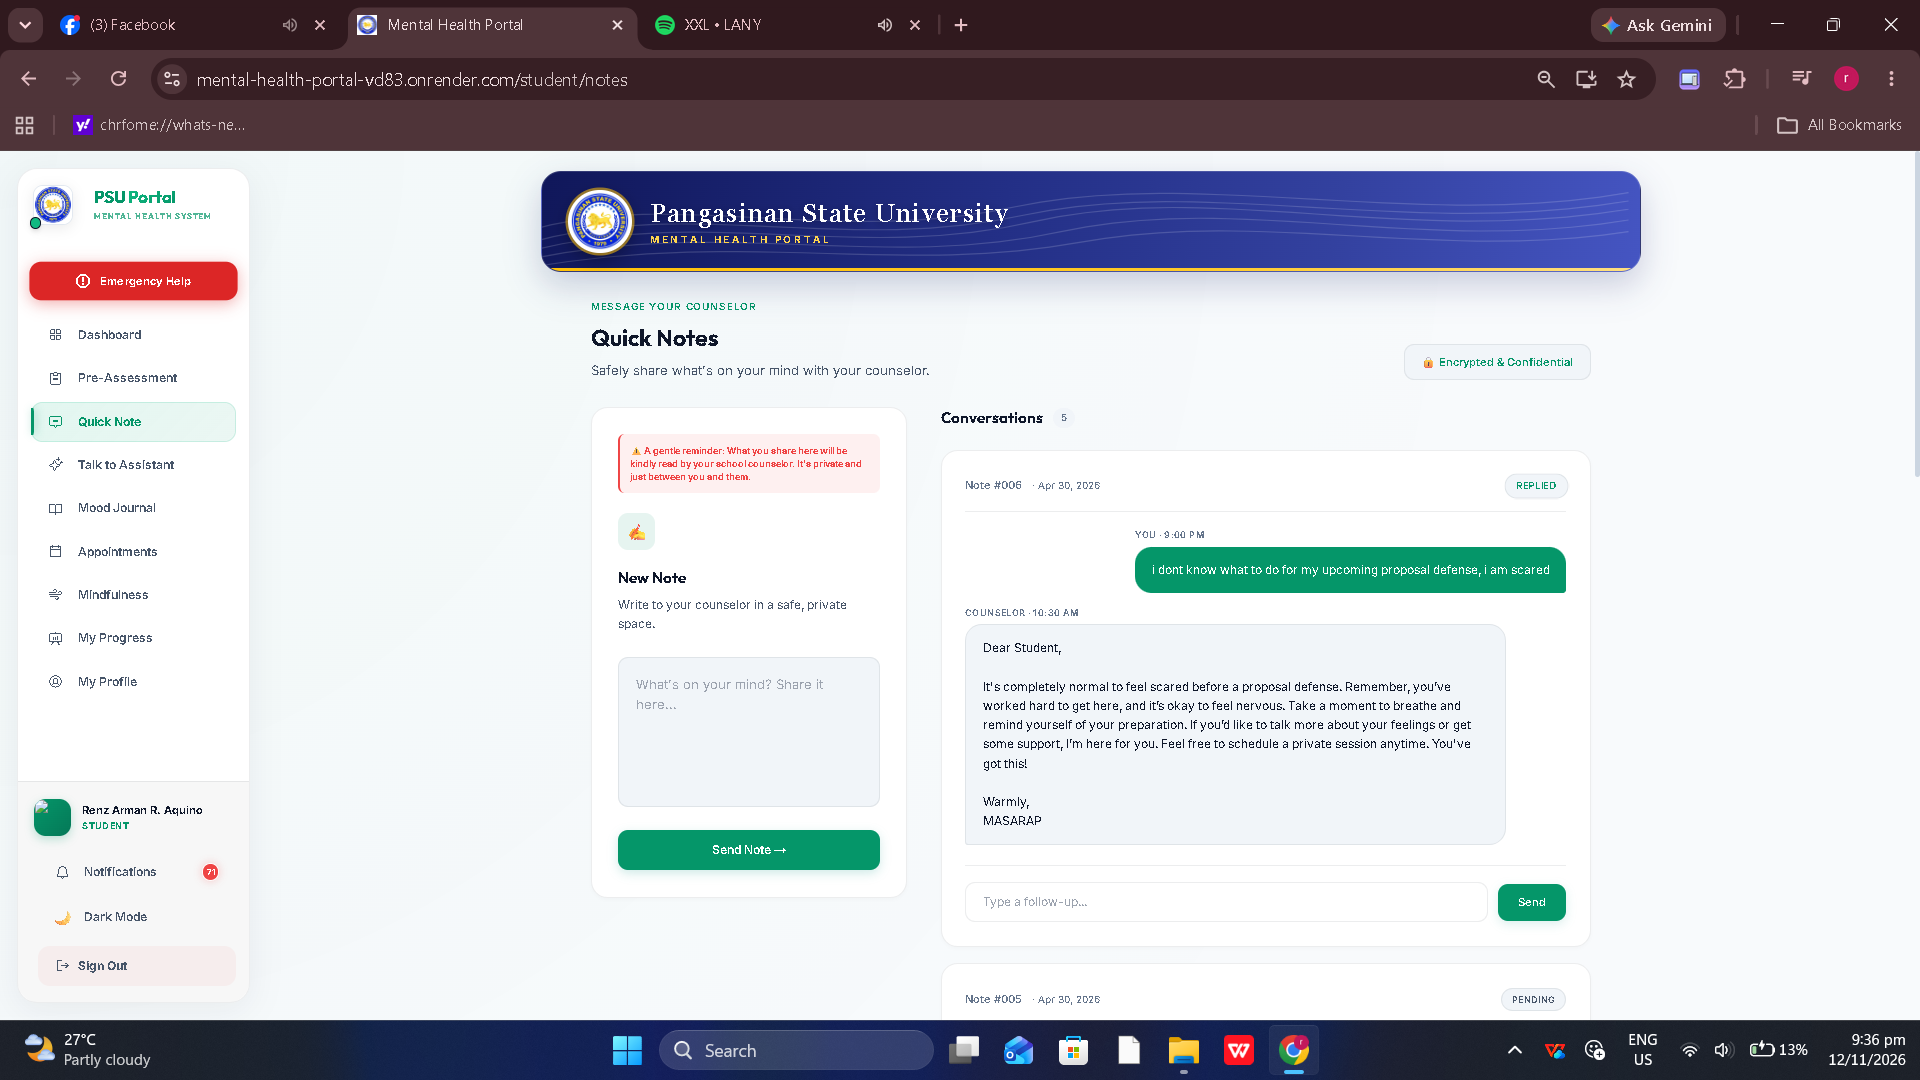 (3) Facebook
Mental Health Portal
XXL • LANY
Ask Gemini
mental-health-portal-vd83.onrender.com/student/notes
r
y!
chrfome://whats-ne...
All Bookmarks
PSU Portal
MENTAL HEALTH SYSTEM
Emergency Help
Dashboard
Pre-Assessment
Quick Note
Talk to Assistant
Mood Journal
Appointments
Mindfulness
My Progress
My Profile
Renz Arman R. Aquino
STUDENT
Notifications
71
Dark Mode
Sign Out
Pangasinan State University
MENTAL HEALTH PORTAL
MESSAGE YOUR COUNSELOR
Quick Notes
Safely share what's on your mind with your counselor.
Encrypted & Confidential
A gentle reminder: What you share here will be
kindly read by your school counselor. It's private and
just between you and them.
New Note
Write to your counselor in a safe, private
space.
What's on your mind? Share it
here...
Send Note →
Conversations 5
Note #006 · Apr 30, 2026
REPLIED
YOU · 9:00 PM
i dont know what to do for my upcoming proposal defense, i am scared
COUNSELOR · 10:30 AM
Dear Student,
It's completely normal to feel scared before a proposal defense. Remember, you've
worked hard to get here, and it's okay to feel nervous. Take a moment to breathe and
remind yourself of your preparation. If you'd like to talk more about your feelings or get
some support, I'm here for you. Feel free to schedule a private session anytime. You've
got this!
Warmly,
MASARAP
Type a follow-up...
Send
Note #005 · Apr 30, 2026
PENDING
27°C
Partly cloudy
Search
ENG
US
13%
9:36 pm
12/11/2026